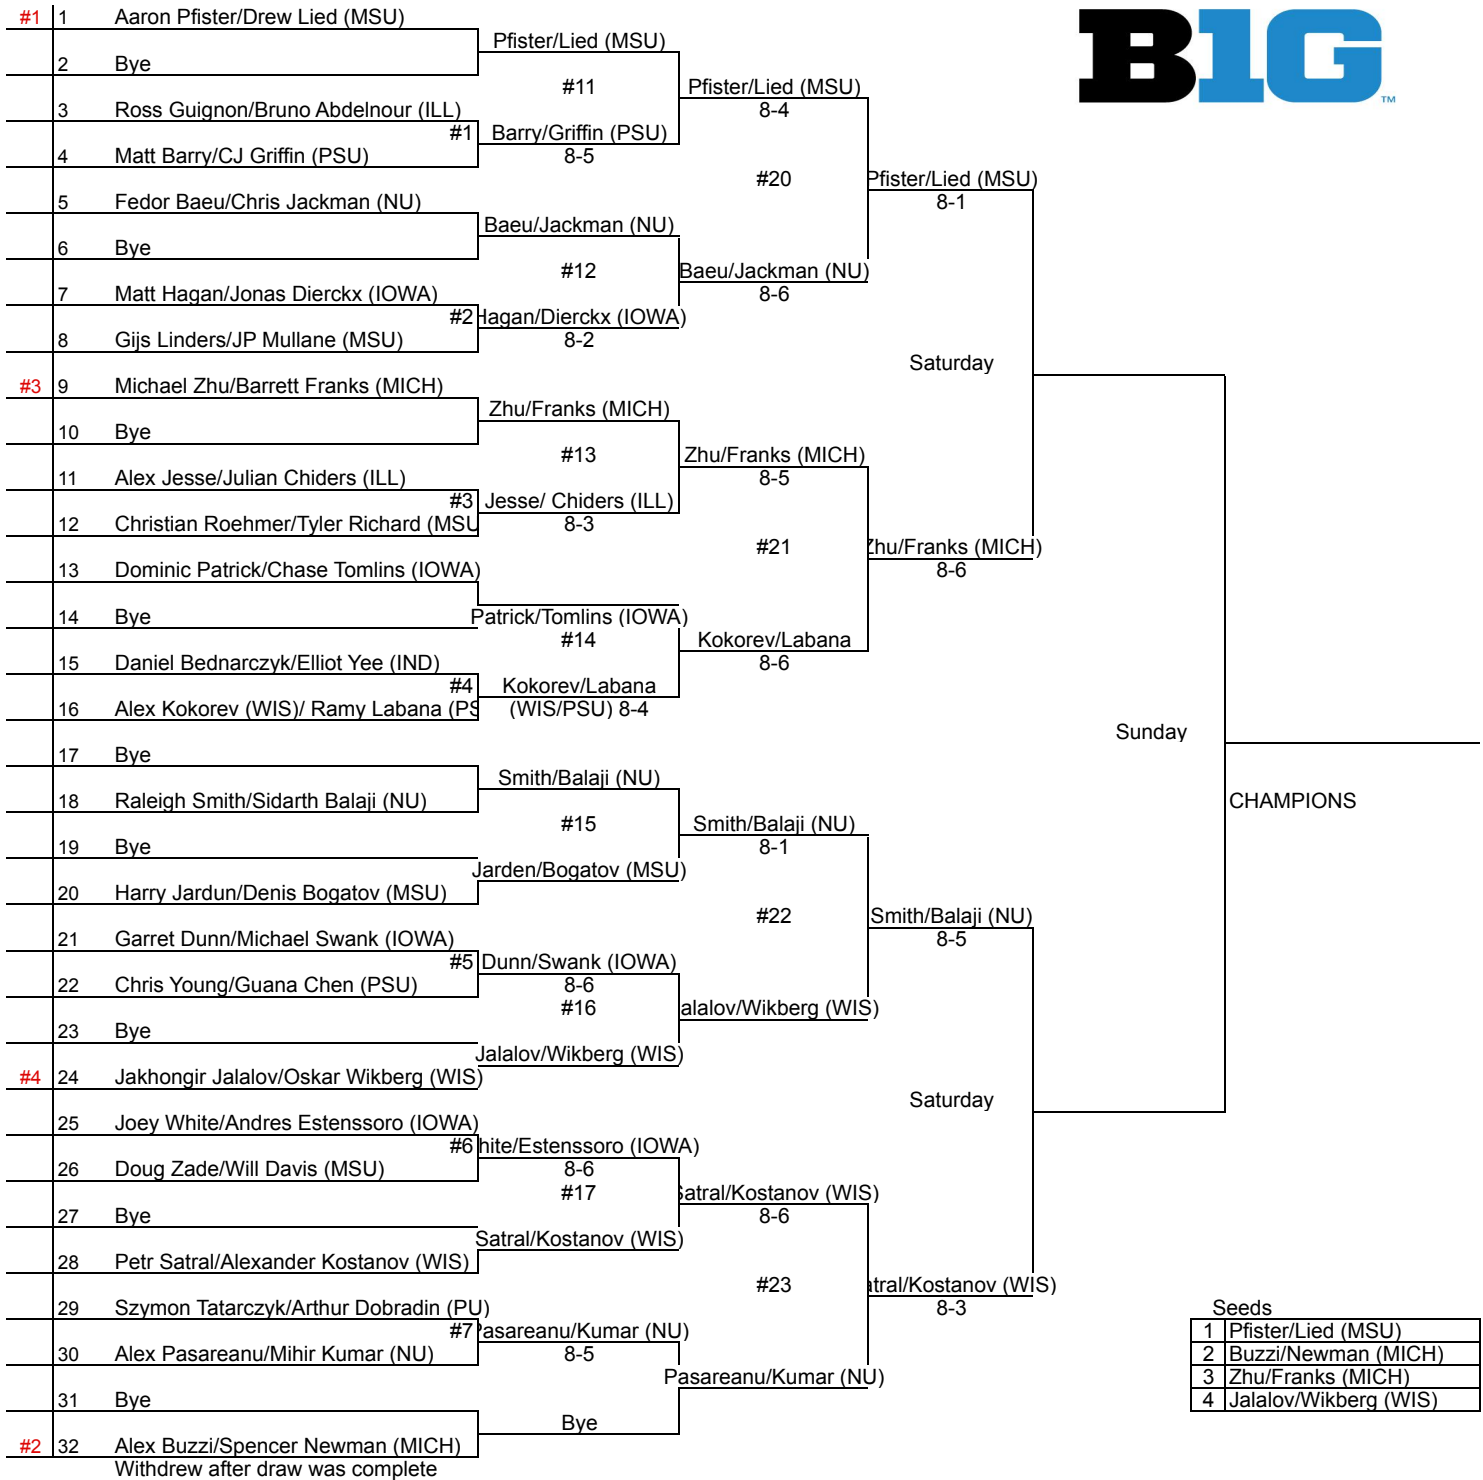 #1 1 Aaron Pfister/Drew Lied (MSU)
Pfister/Lied (MSU)
B1G
TM
2 Bye
#11 Pfister/Lied (MSU)
3 Ross Guignon/Bruno Abdelnour (ILL) 8-4
#1 Barry/Griffin (PSU)
4 Matt Barry/CJ Griffin (PSU) 8-5
#20 Pfister/Lied (MSU)
5 Fedor Baeu/Chris Jackman (NU) 8-1
Baeu/Jackman (NU)
6 Bye
#12 Baeu/Jackman (NU)
7 Matt Hagan/Jonas Dierckx (IOWA) 8-6
#2 Hagan/Dierckx (IOWA)
8 Gijs Linders/JP Mullane (MSU) 8-2
Saturday
#3 9 Michael Zhu/Barrett Franks (MICH)
Zhu/Franks (MICH)
10 Bye
#13 Zhu/Franks (MICH)
11 Alex Jesse/Julian Chiders (ILL) 8-5
#3 Jesse/ Chiders (ILL)
12 Christian Roehmer/Tyler Richard (MSU 8-3
#21 Zhu/Franks (MICH)
13 Dominic Patrick/Chase Tomlins (IOWA) 8-6
14 Bye Patrick/Tomlins (IOWA)
#14 Kokorev/Labana
15 Daniel Bednarczyk/Elliot Yee (IND) 8-6
#4 Kokorev/Labana
16 Alex Kokorev (WIS)/ Ramy Labana (PS (WIS/PSU) 8-4
Sunday
17 Bye
Smith/Balaji (NU)
18 Raleigh Smith/Sidarth Balaji (NU) CHAMPIONS
#15 Smith/Balaji (NU)
19 Bye 8-1
Jarden/Bogatov (MSU)
20 Harry Jardun/Denis Bogatov (MSU)
#22 Smith/Balaji (NU)
21 Garret Dunn/Michael Swank (IOWA) 8-5
#5 Dunn/Swank (IOWA)
22 Chris Young/Guana Chen (PSU) 8-6
#16 alalov/Wikberg (WIS)
23 Bye
Jalalov/Wikberg (WIS)
#4 24 Jakhongir Jalalov/Oskar Wikberg (WIS)
Saturday
25 Joey White/Andres Estenssoro (IOWA)
#6 hite/Estenssoro (IOWA)
26 Doug Zade/Will Davis (MSU) 8-6
#17 Satral/Kostanov (WIS)
27 Bye 8-6
Satral/Kostanov (WIS)
28 Petr Satral/Alexander Kostanov (WIS)
#23 atral/Kostanov (WIS)
29 Szymon Tatarczyk/Arthur Dobradin (PU) 8-3 Seeds
#7 Pasareanu/Kumar (NU) 1 Pfister/Lied (MSU)
30 Alex Pasareanu/Mihir Kumar (NU) 8-5 2 Buzzi/Newman (MICH)
Pasareanu/Kumar (NU) 3 Zhu/Franks (MICH)
31 Bye 4 Jalalov/Wikberg (WIS)
Bye
#2 32 Alex Buzzi/Spencer Newman (MICH)
Withdrew after draw was complete